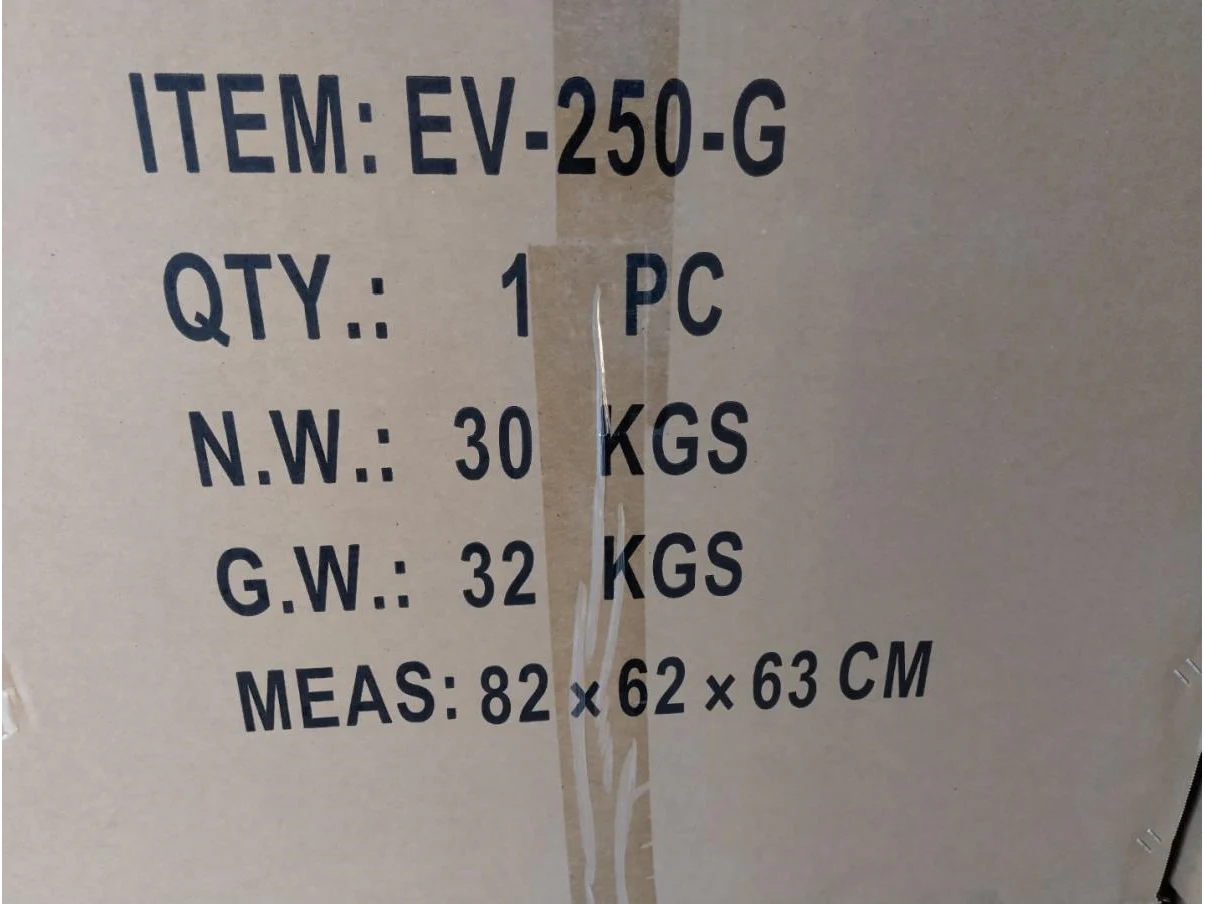 ITEM: EV-250-G
QTY.: 1 PC
N.W.: 30 KGS
G.W.: 32 KGS
MEAS: 82 × 62 × 63 CM